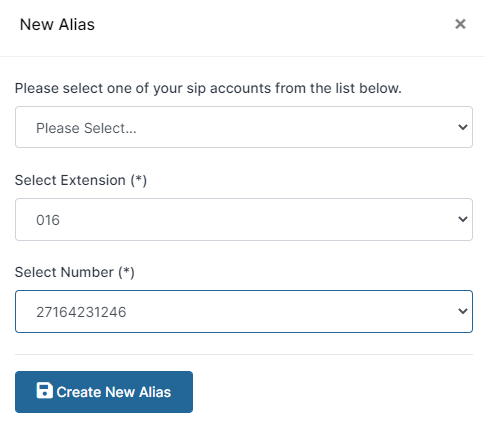 New Alias ×
Please select one of your sip accounts from the list below.
Please Select...
Select Extension (*)
016
Select Number (*)
27164231246
Create New Alias